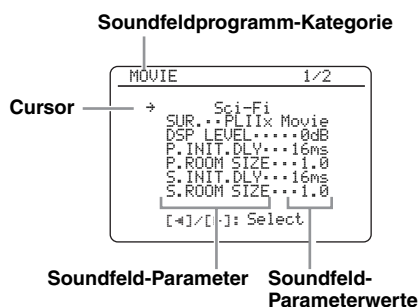 Soundfeldprogramm-Kategorie
MOVIE 1/2
Cursor → Sci-Fi
SUR.··PLIIx Movie
DSP LEVEL·····0dB
P.INIT.DLY···16ms
P.ROOM SIZE···1.0
S.INIT.DLY···16ms
S.ROOM SIZE···1.0
[◄]/[►]: Select
Soundfeld-Parameter
Soundfeld-
Parameterwerte